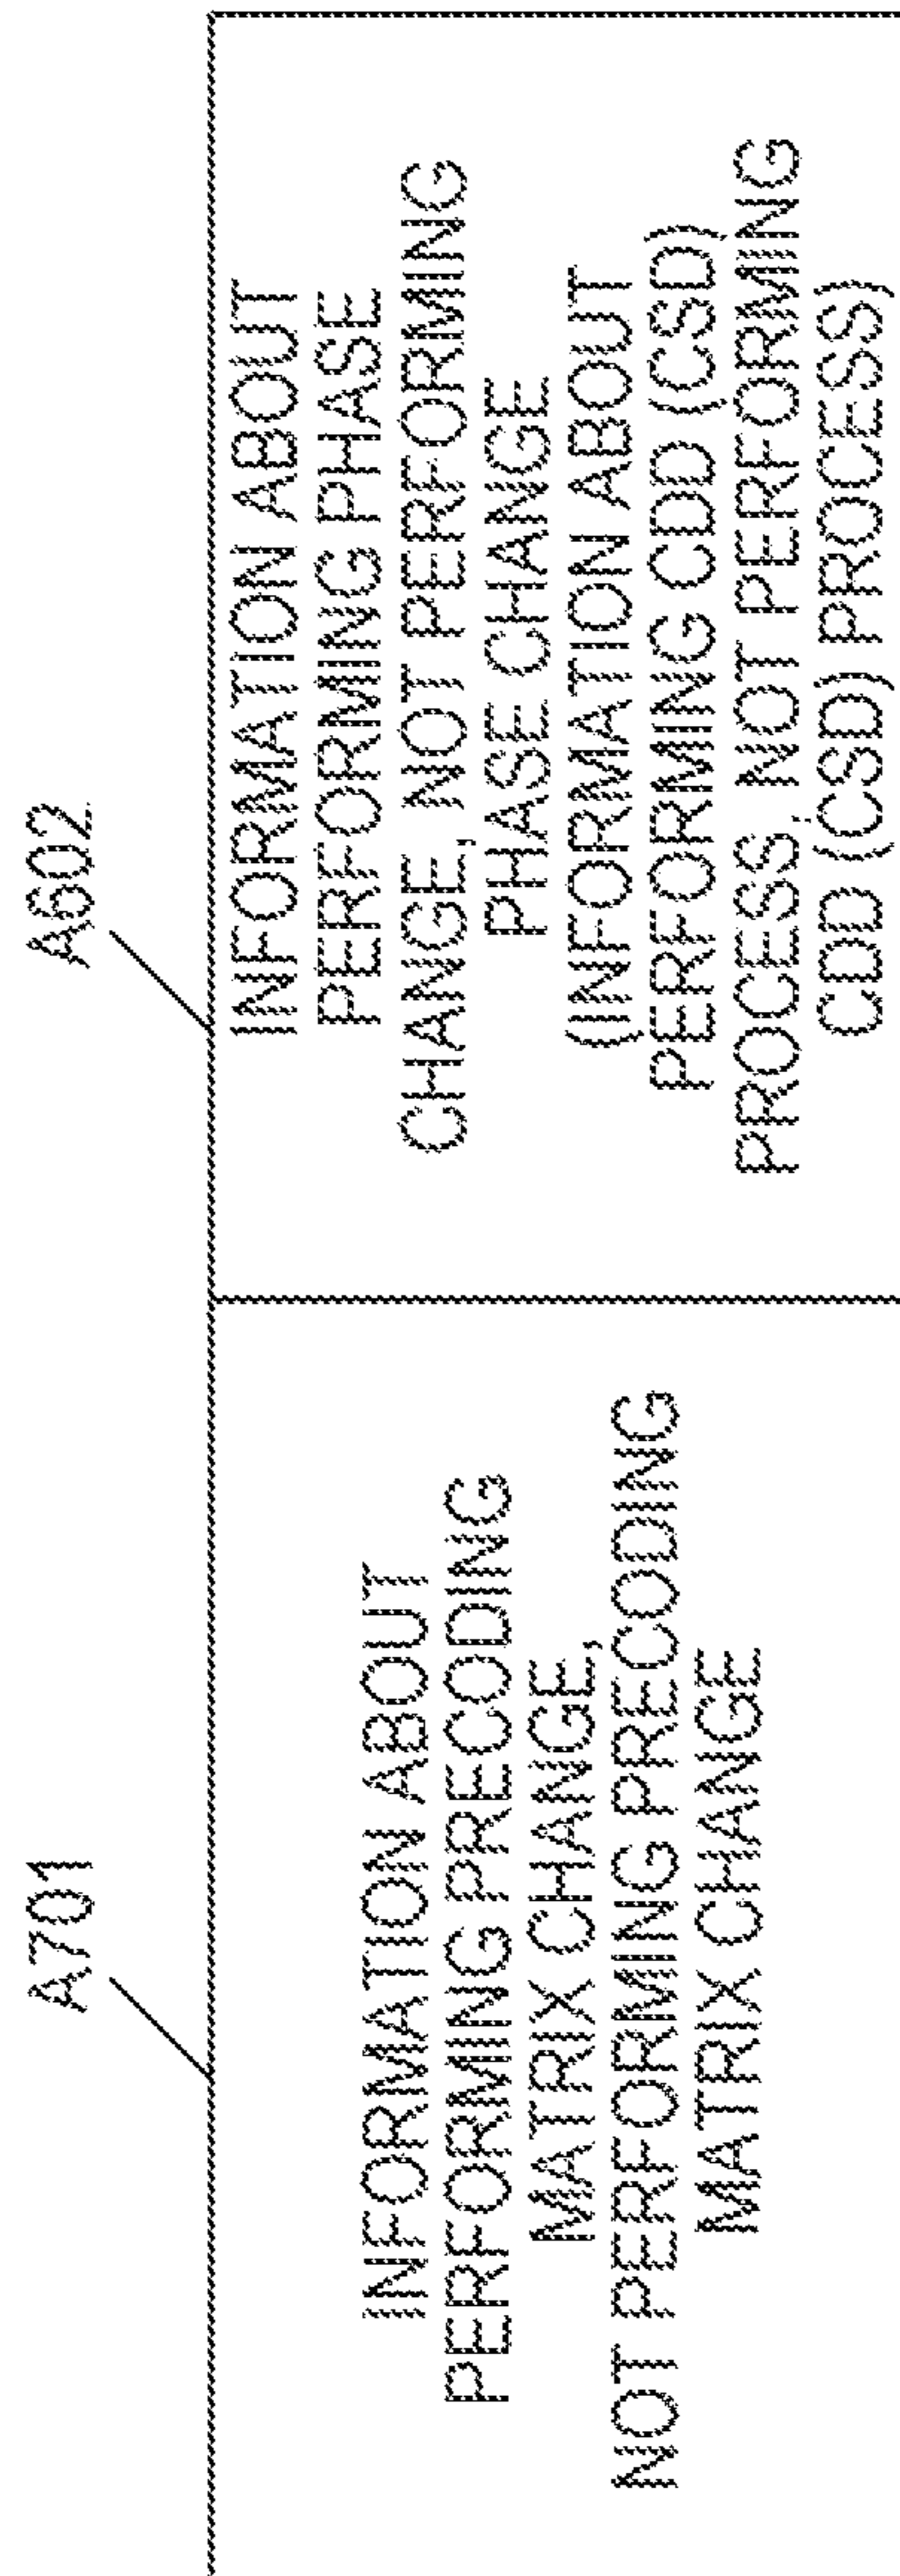 A701
INFORMATION ABOUT
PERFORMING PRECODING
MATRIX CHANGE,
NOT PERFORMING PRECODING
MATRIX CHANGE
A602
INFORMATION ABOUT
PERFORMING PHASE
CHANGE, NOT PERFORMING
PHASE CHANGE
(INFORMATION ABOUT
PERFORMING CDD (CSD)
PROCESS, NOT PERFORMING
CDD (CSD) PROCESS)